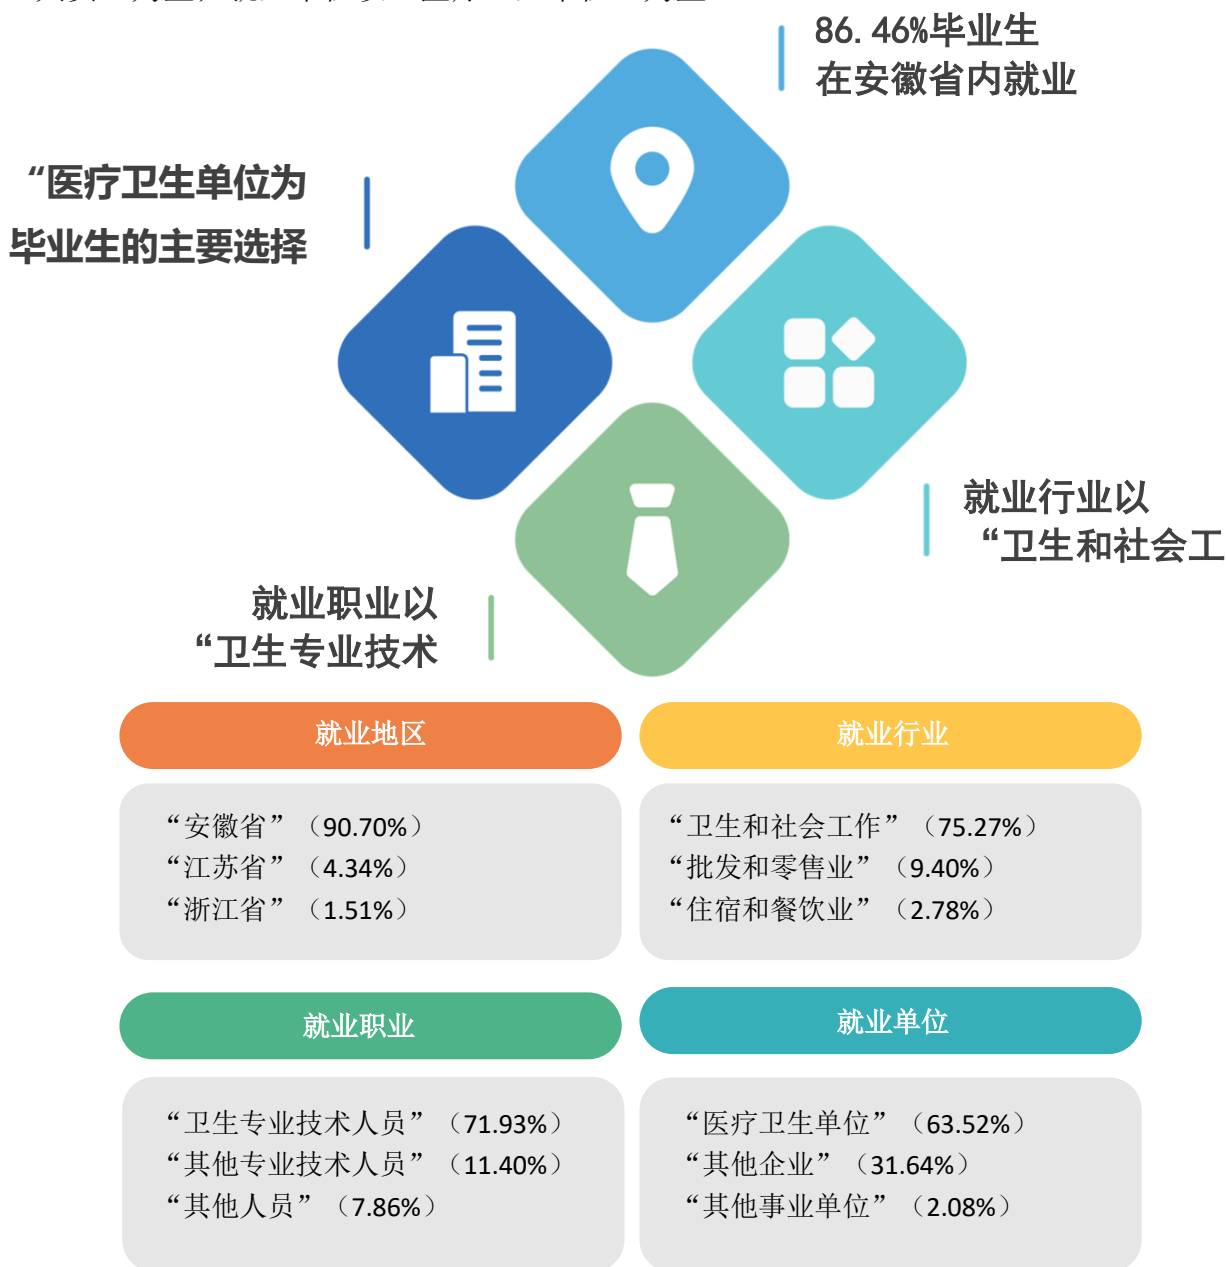 86.46%毕业生
在安徽省内就业
“医疗卫生单位为
毕业生的主要选择
就业行业以
“卫生和社会工
就业职业以
“卫生专业技术
就业地区
就业行业
“安徽省”（90.70%）
“江苏省”（4.34%）
“浙江省”（1.51%）
“卫生和社会工作”（75.27%）
“批发和零售业”（9.40%）
“住宿和餐饮业”（2.78%）
就业职业
就业单位
“卫生专业技术人员”（71.93%）
“其他专业技术人员”（11.40%）
“其他人员”（7.86%）
“医疗卫生单位”（63.52%）
“其他企业”（31.64%）
“其他事业单位”（2.08%）